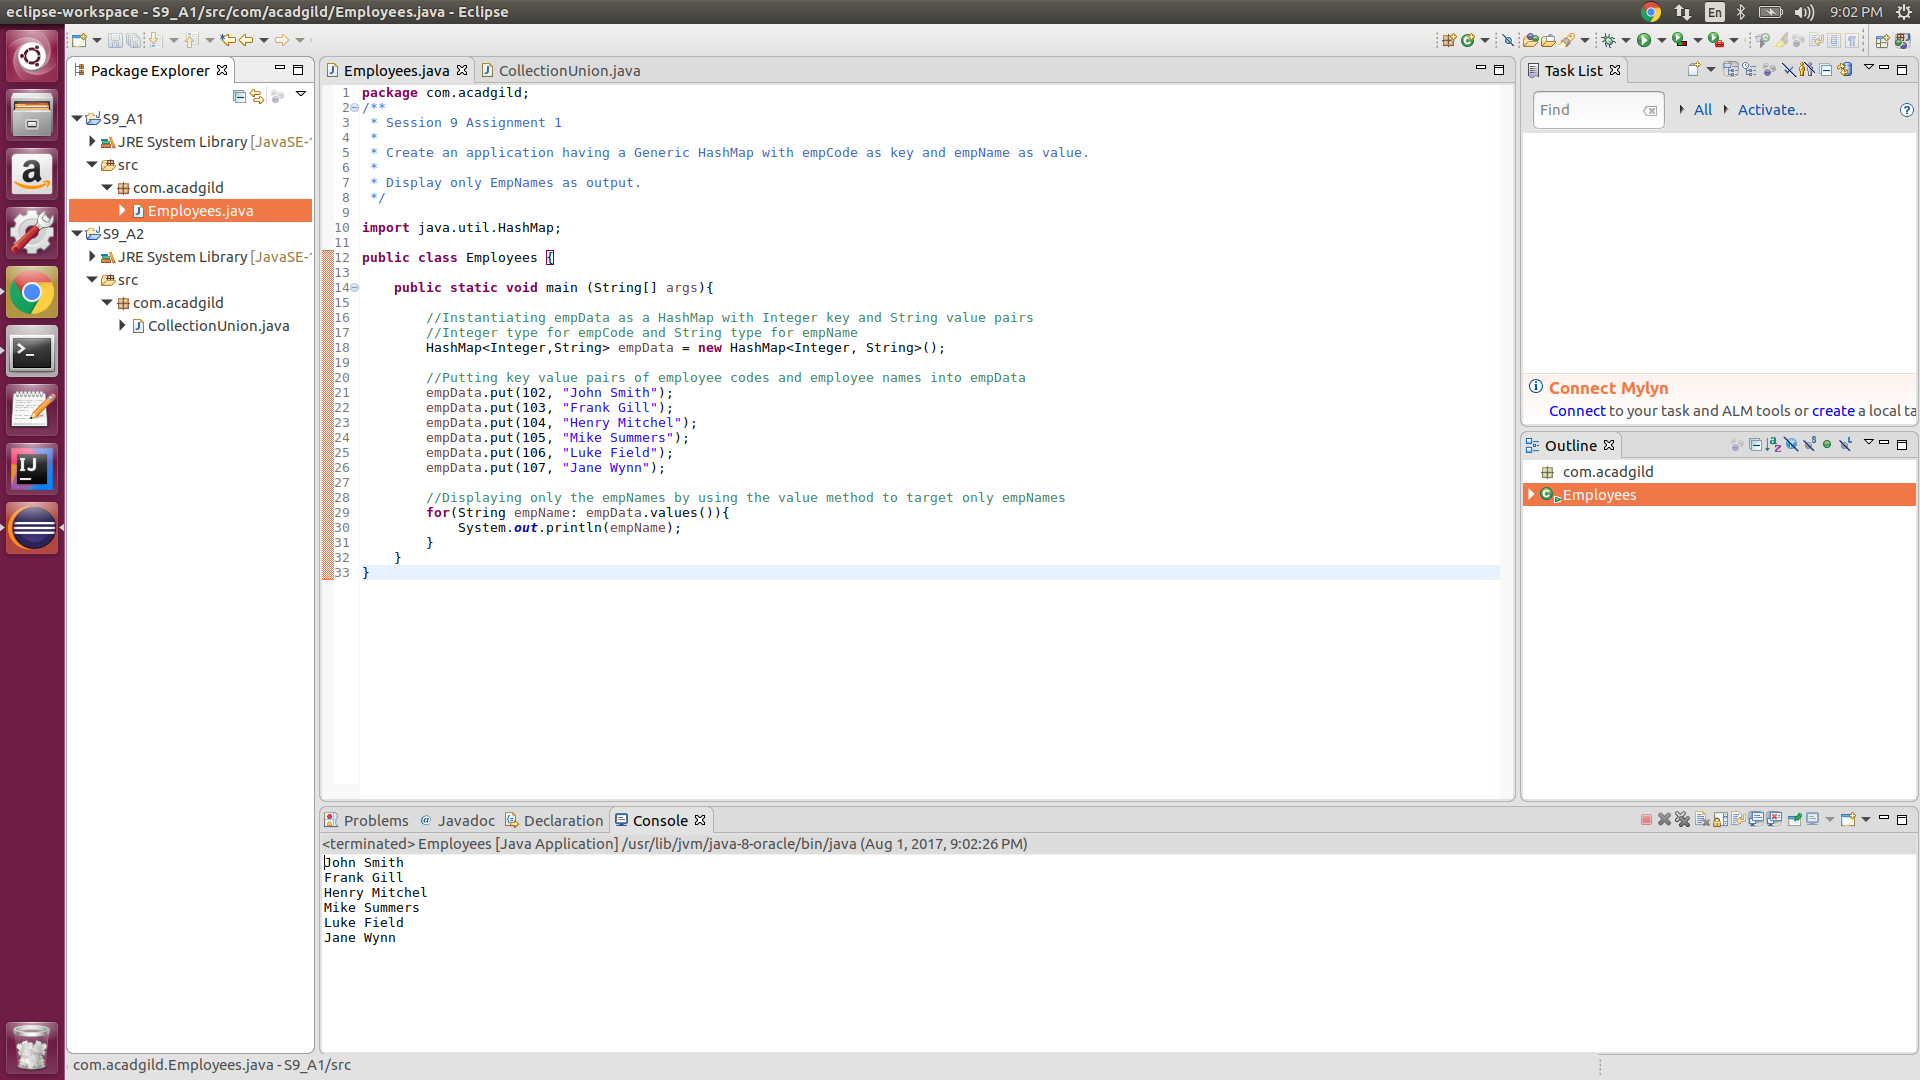 eclipse-workspace - S9_A1/src/com/acadgild/Employees.java - Eclipse
En
9:02 PM
Package Explorer
S9_A1
JRE System Library [JavaSE-
src
com.acadgild
Employees.java
S9_A2
JRE System Library [JavaSE-
src
com.acadgild
CollectionUnion.java
Employees.java
CollectionUnion.java
1 package com.acadgild;
2 /**
3  * Session 9 Assignment 1
4  *
5  * Create an application having a Generic HashMap with empCode as key and empName as value.
6  *
7  * Display only EmpNames as output.
8  */
9
10 import java.util.HashMap;
11
12 public class Employees {
13
14     public static void main (String[] args){
15
16         //Instantiating empData as a HashMap with Integer key and String value pairs
17         //Integer type for empCode and String type for empName
18         HashMap<Integer,String> empData = new HashMap<Integer, String>();
19
20         //Putting key value pairs of employee codes and employee names into empData
21         empData.put(102, "John Smith");
22         empData.put(103, "Frank Gill");
23         empData.put(104, "Henry Mitchel");
24         empData.put(105, "Mike Summers");
25         empData.put(106, "Luke Field");
26         empData.put(107, "Jane Wynn");
27
28         //Displaying only the empNames by using the value method to target only empNames
29         for(String empName: empData.values()){
30             System.out.println(empName);
31         }
32     }
33 }
Task List
Find
All
Activate...
Connect Mylyn
Connect to your task and ALM tools or create a local ta
Outline
com.acadgild
Employees
Problems
Javadoc
Declaration
Console
<terminated> Employees [Java Application] /usr/lib/jvm/java-8-oracle/bin/java (Aug 1, 2017, 9:02:26 PM)
John Smith
Frank Gill
Henry Mitchel
Mike Summers
Luke Field
Jane Wynn
com.acadgild.Employees.java - S9_A1/src